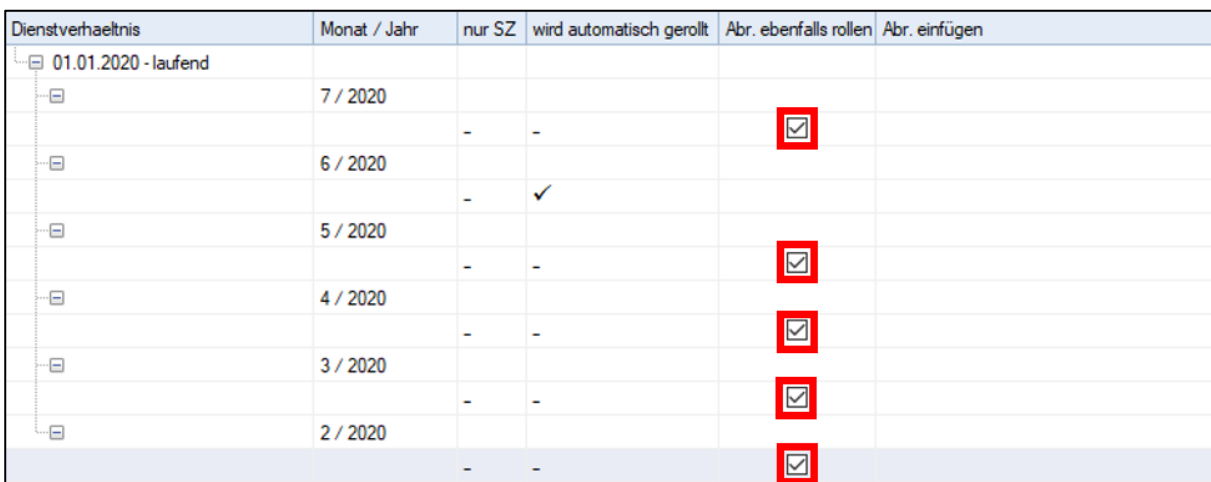 Dienstverhaeltnis Monat / Jahr nur SZ wird automatisch gerollt Abr. ebenfalls rollen Abr. einfügen
01.01.2020 - laufend
7 / 2020
- -
6 / 2020
- ✓
5 / 2020
- -
4 / 2020
- -
3 / 2020
- -
2 / 2020
- -